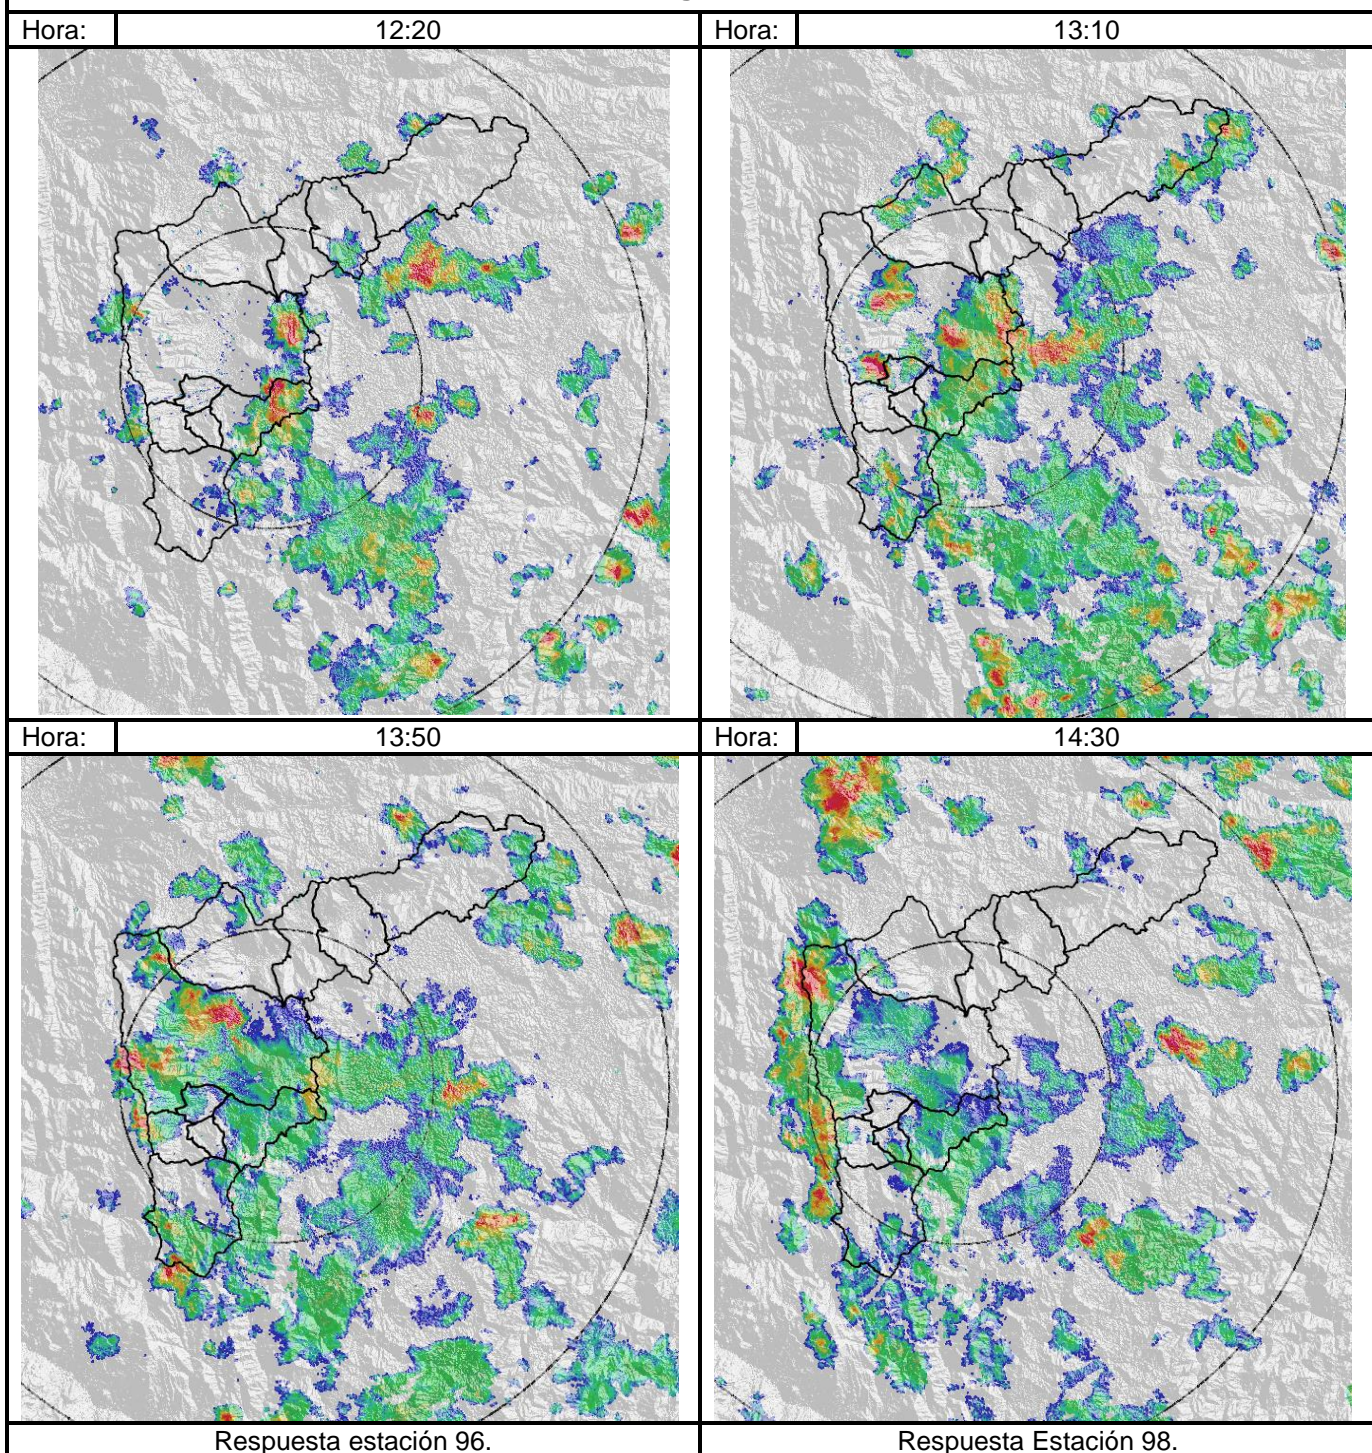 Hora: 12:20 Hora: 13:10
Hora: 13:50 Hora: 14:30
Respuesta estación 96. Respuesta Estación 98.